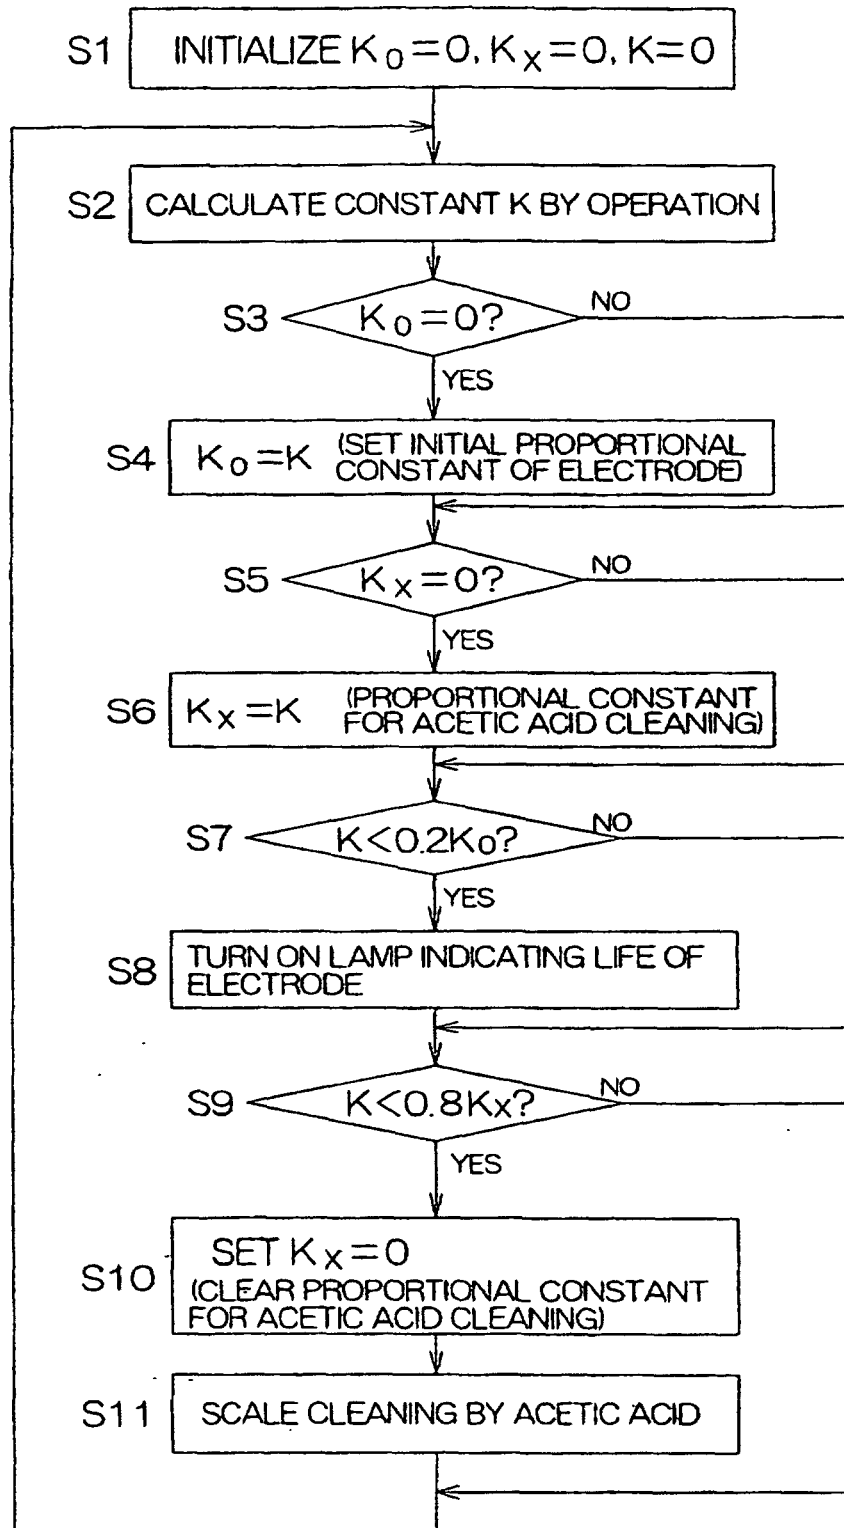 S1 INITIALIZE K0=0, KX=0, K=0
S2 CALCULATE CONSTANT K BY OPERATION
S3 K0=0? NO
YES
S4 K0=K (SET INITIAL PROPORTIONAL
CONSTANT OF ELECTRODE)
S5 KX=0? NO
YES
S6 KX=K (PROPORTIONAL CONSTANT
FOR ACETIC ACID CLEANING)
S7 K<0.2K0? NO
YES
S8 TURN ON LAMP INDICATING LIFE OF
ELECTRODE
S9 K<0.8KX? NO
YES
S10 SET KX=0
(CLEAR PROPORTIONAL CONSTANT
FOR ACETIC ACID CLEANING)
S11 SCALE CLEANING BY ACETIC ACID